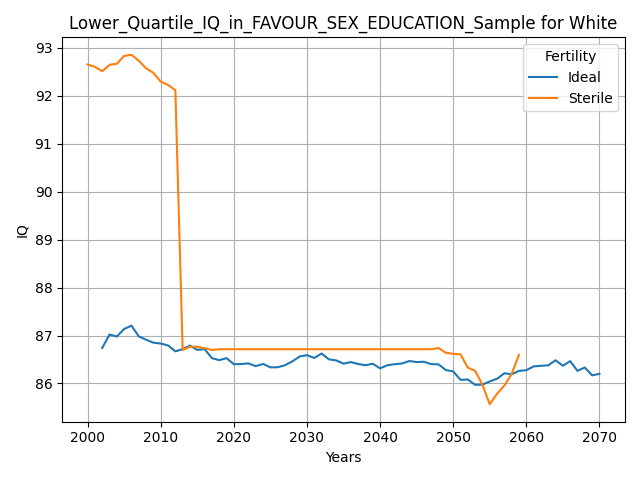 Lower_Quartile_IQ_in_FAVOUR_SEX_EDUCATION_Sample for White
Fertility
Ideal
Sterile
IQ
93
92
91
90
89
88
87
86
2000 2010 2020 2030 2040 2050 2060 2070
Years